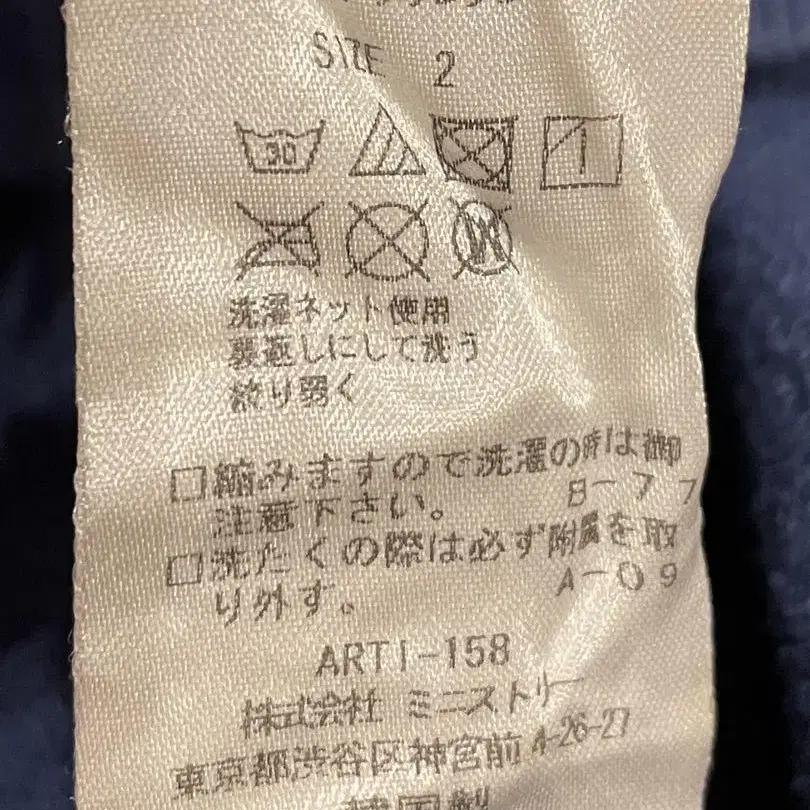 SIZE 2
30
W
洗濯ネット使用
裏返しにして洗う
絞り弱く
□縮みますので洗濯の時は御
注意下さい。 B-77
□洗たくの際は必ず附属を取
り外ず。 A-09
ARTI-158
株式会社 ミニストリー
東京都渋谷区神宮前4-26-27
韓国製